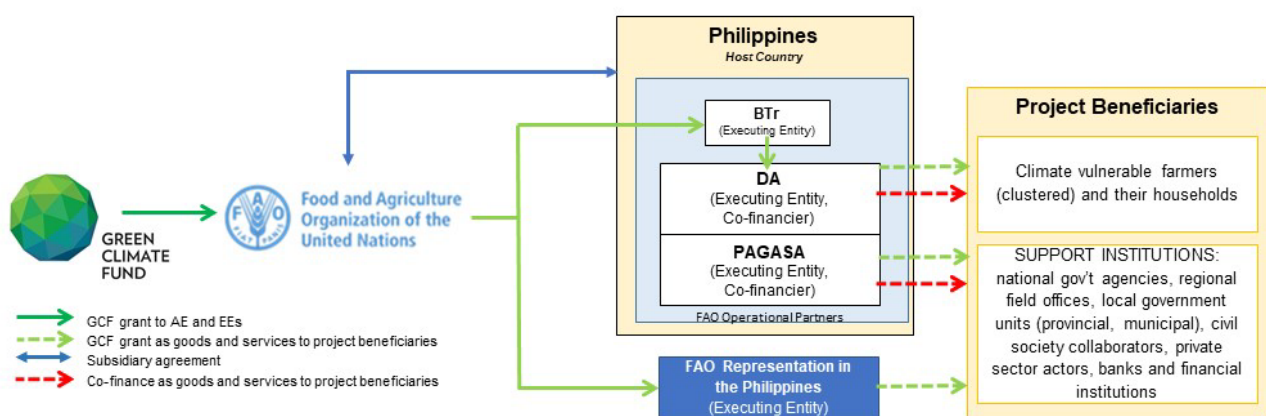 Philippines
Host Country
BTr
(Executing Entity)
DA
(Executing Entity,
Co-financier)
PAGASA
(Executing Entity,
Co-financier)
FAO Operational Partners
FAO Representation in
the Philippines
(Executing Entity)
Project Beneficiaries
Climate vulnerable farmers
(clustered) and their households
SUPPORT INSTITUTIONS:
national gov't agencies, regional
field offices, local government
units (provincial, municipal), civil
society collaborators, private
sector actors, banks and financial
institutions
GREEN
CLIMATE
FUND
F A O
FIAT PANIS
Food and Agriculture
Organization of the
United Nations
GCF grant to AE and EEs
GCF grant as goods and services to project beneficiaries
Subsidiary agreement
Co-finance as goods and services to project beneficiaries